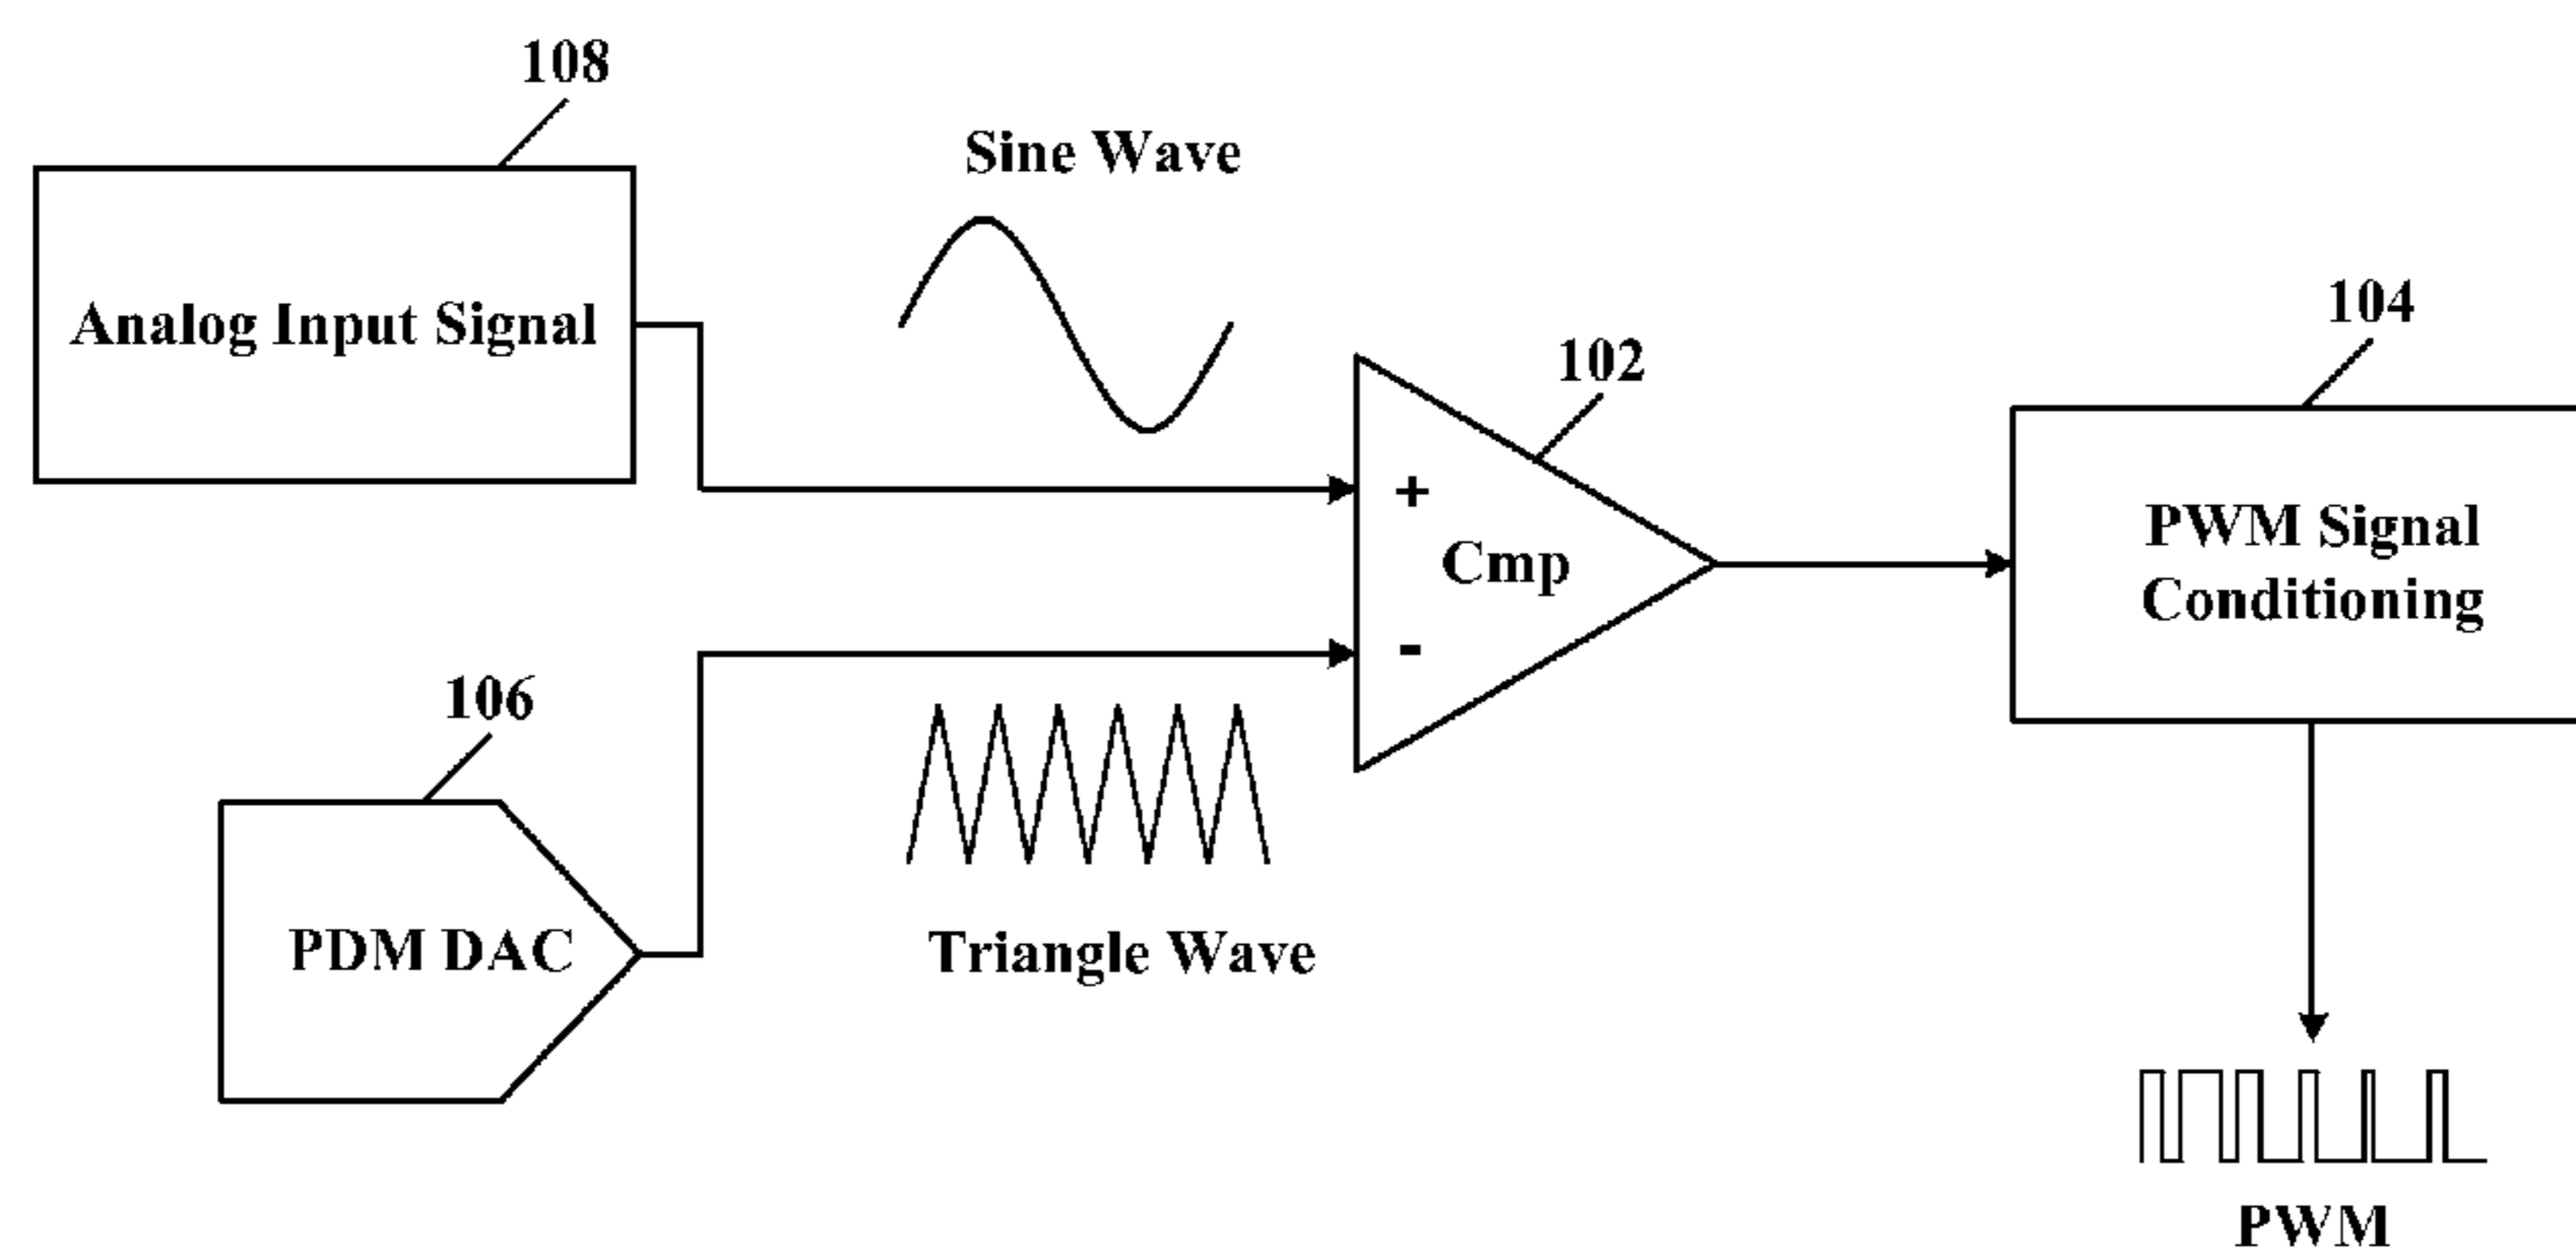 108
Sine Wave
Analog Input Signal
104
102
+
PWM Signal
Conditioning
Cmp
-
106
PDM DAC
Triangle Wave
PWM